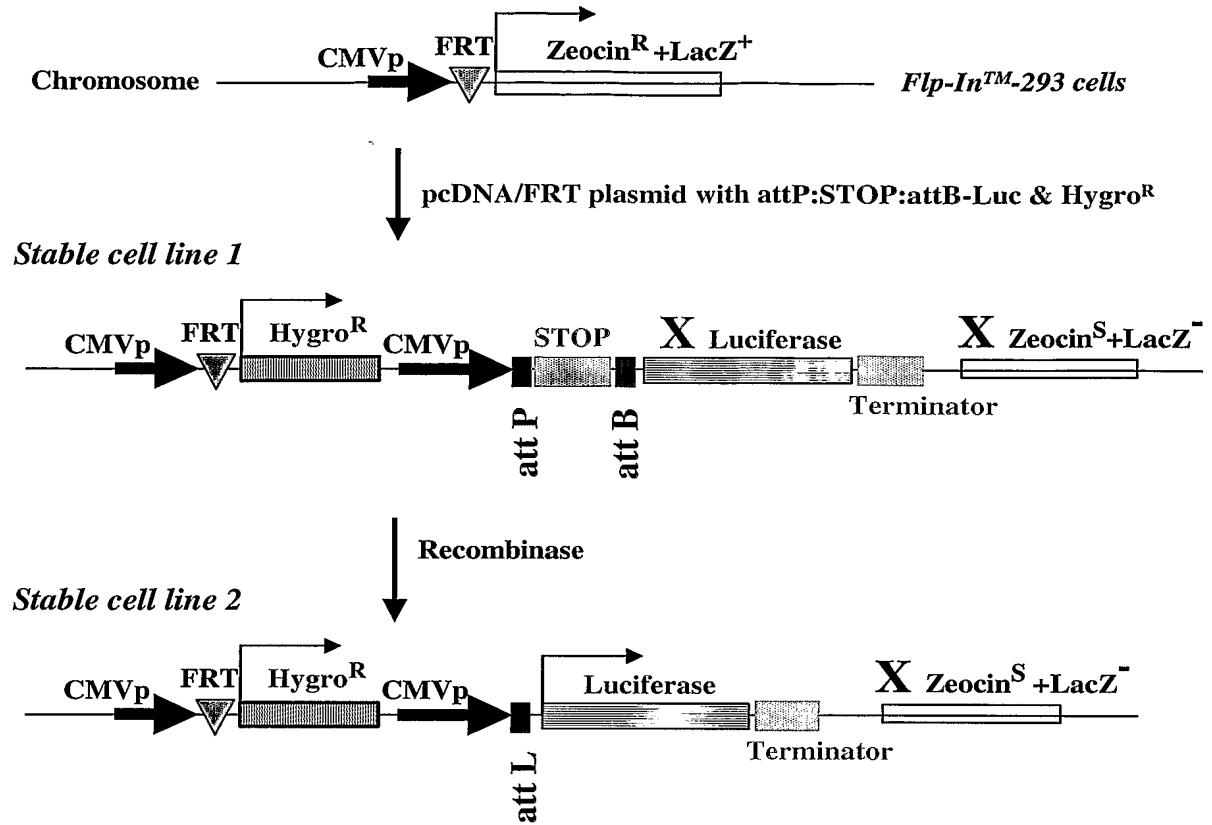 CMVp FRT Zeocin^R +LacZ^+
Chromosome Flp-In^TM-293 cells
pcDNA/FRT plasmid with attP:STOP:attB-Luc & Hygro^R
Stable cell line 1
CMVp FRT Hygro^R CMVp STOP X Luciferase X Zeocin^S+LacZ^-
att P att B Terminator
Recombinase
Stable cell line 2
CMVp FRT Hygro^R CMVp Luciferase X Zeocin^S +LacZ^-
att L Terminator